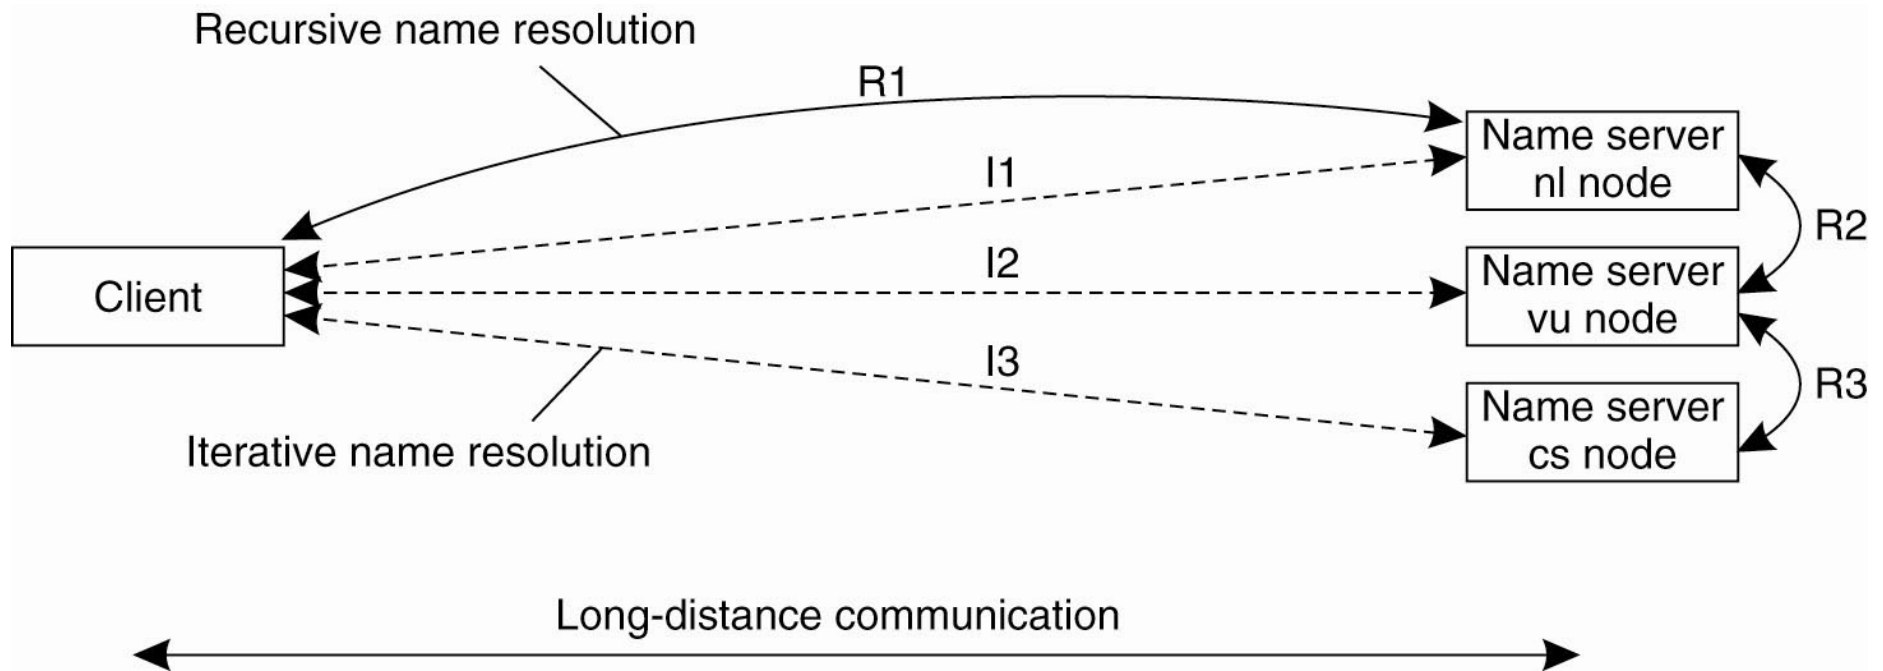 Recursive name resolution
R1
Name server
nl node
I1
R2
I2
Client
Name server
vu node
I3
R3
Name server
cs node
Iterative name resolution
Long-distance communication